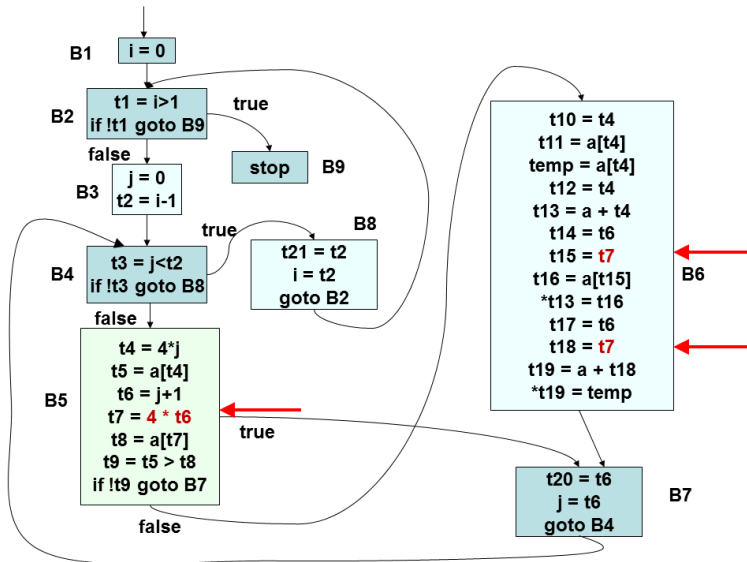 B1
i = 0
B2
t1 = i>1
if !t1 goto B9
true
false
stop
B9
B3
j = 0
t2 = i-1
true
B8
B4
t3 = j<t2
if !t3 goto B8
t21 = t2
i = t2
goto B2
false
B5
t4 = 4*j
t5 = a[t4]
t6 = j+1
t7 = 4 * t6
t8 = a[t7]
t9 = t5 > t8
if !t9 goto B7
true
false
t10 = t4
t11 = a[t4]
temp = a[t4]
t12 = t4
t13 = a + t4
t14 = t6
t15 = t7
t16 = a[t15]
*t13 = t16
t17 = t6
t18 = t7
t19 = a + t18
*t19 = temp
B6
t20 = t6
j = t6
goto B4
B7